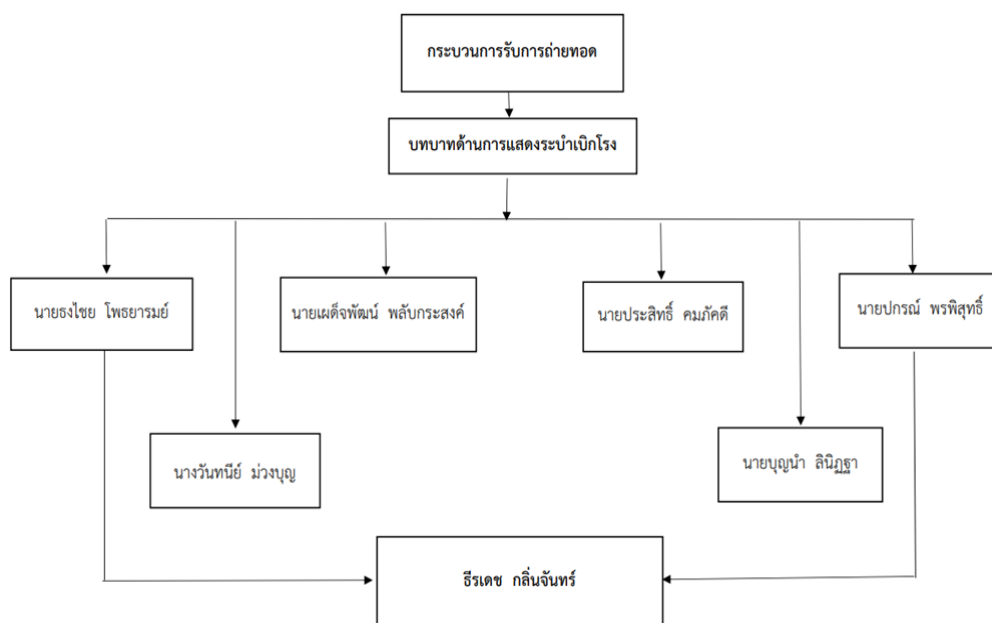 กระบวนการรับการถ่ายทอด
บทบาทด้านการแสดงระบำเบิกโรง
นายธงไชย โพธยารมย์
นายเผด็จพัฒน์ พลับกระสงค์
นายประสิทธิ์ คมภักดี
นายปกรณ์ พรพิสุทธิ์
นางวันทนีย์ ม่วงบุญ
นายบุญนำ ลินิฏฐา
ธีรเดช กลิ่นจันทร์